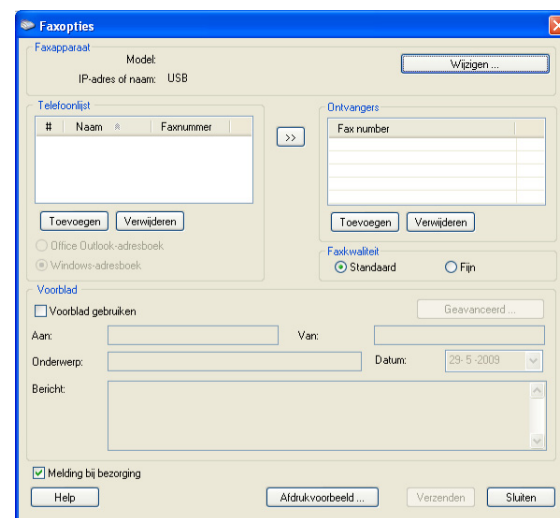 Faxopties
Faxapparaat
Model:
Wijzigen ...
IP-adres of naam: USB
Telefoonlijst
# Naam Faxnummer
>>
Toevoegen Verwijderen
Office Outlook-adresboek
Windows-adresboek
Ontvangers
Fax number
Toevoegen Verwijderen
Faxkwaliteit
Standaard Fijn
Voorblad
Voorblad gebruiken Geavanceerd ...
Aan: Van:
Onderwerp: Datum: 29- 5 -2009
Bericht:
Melding bij bezorging
Help Afdrukvoorbeeld ... Verzenden Sluiten